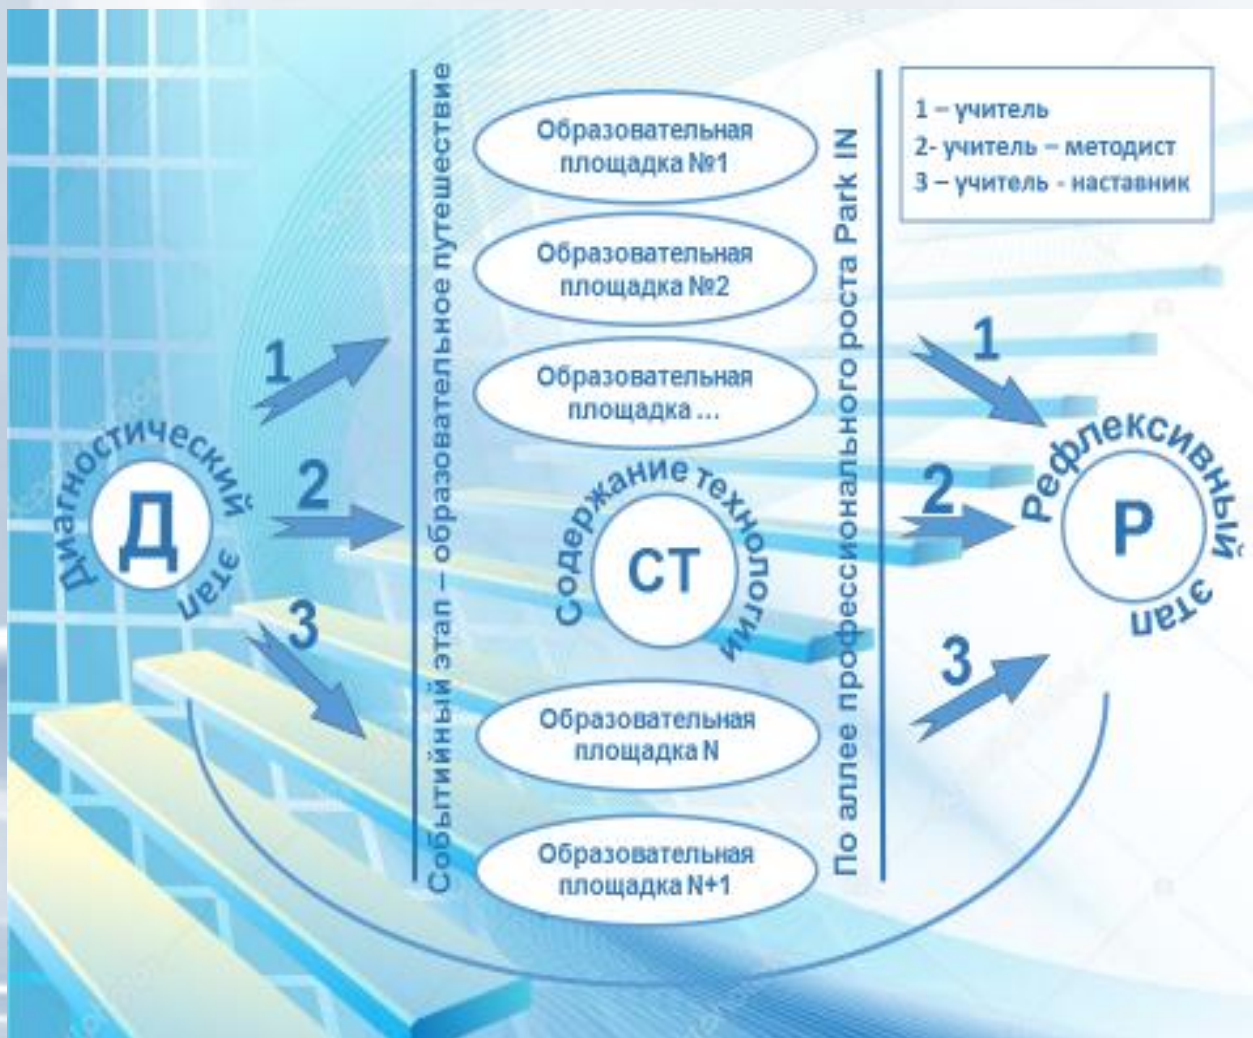 Диагностический этап
Д
1
2
3
Событийный этап – образовательное путешествие
Образовательная
площадка №1
Образовательная
площадка №2
Образовательная
площадка ...
Содержание технологии
СТ
Образовательная
площадка N
Образовательная
площадка N+1
По аллее профессионального роста Park IN
1 – учитель
2- учитель – методист
3 – учитель - наставник
1
2
3
Рефлексивный этап
Р